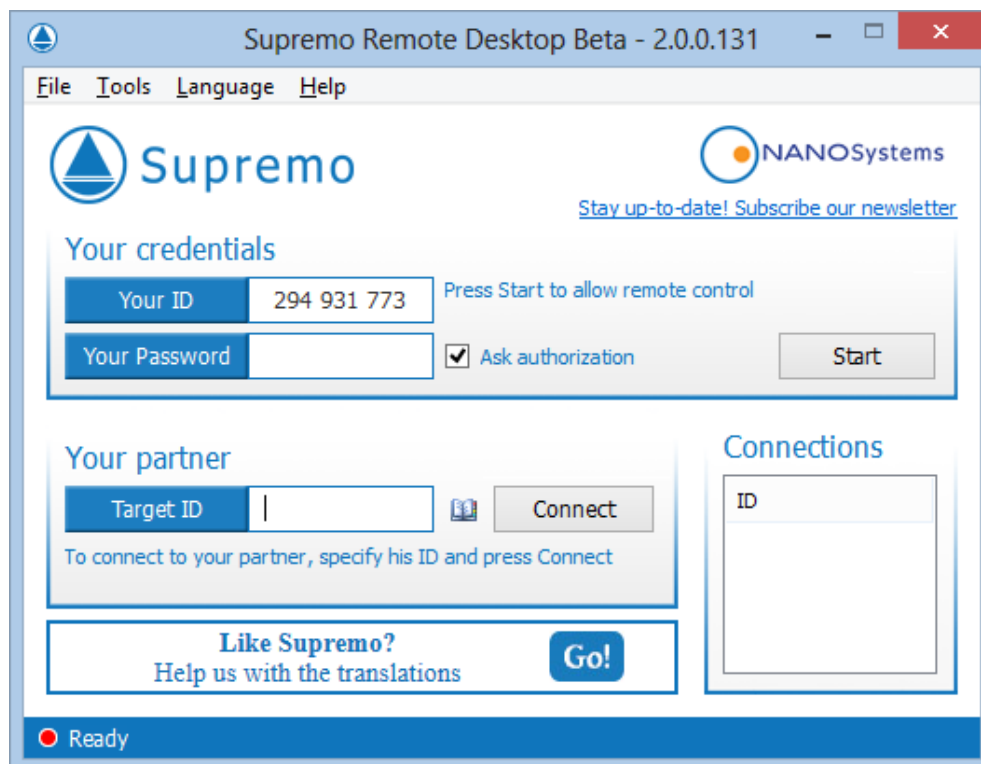 Supremo Remote Desktop Beta - 2.0.0.131
File Tools Language Help
Supremo
NANOSystems
Stay up-to-date! Subscribe our newsletter
Your credentials
Your ID 294 931 773 Press Start to allow remote control
Your Password Ask authorization Start
Your partner
Target ID Connect
To connect to your partner, specify his ID and press Connect
Connections
ID
Like Supremo?
Help us with the translations
Go!
Ready